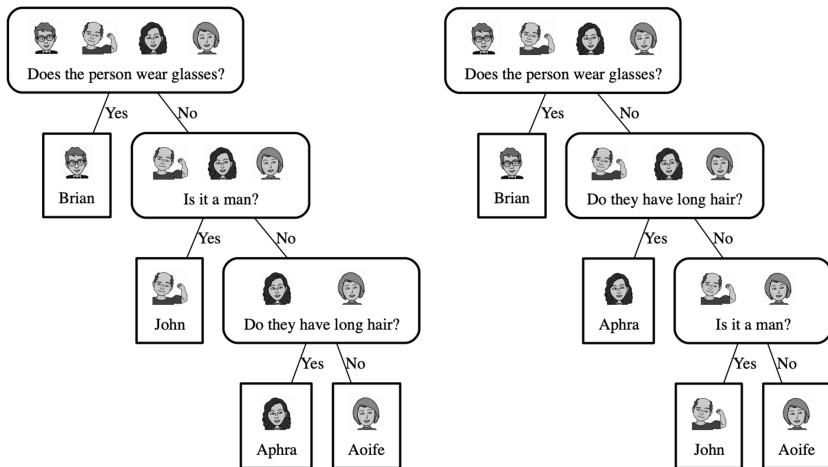 Does the person wear glasses?
Yes
No
Brian
Is it a man?
Yes
No
John
Do they have long hair?
Yes
No
Aphra
Aoife
Does the person wear glasses?
Yes
No
Brian
Do they have long hair?
Yes
No
Aphra
Is it a man?
Yes
No
John
Aoife